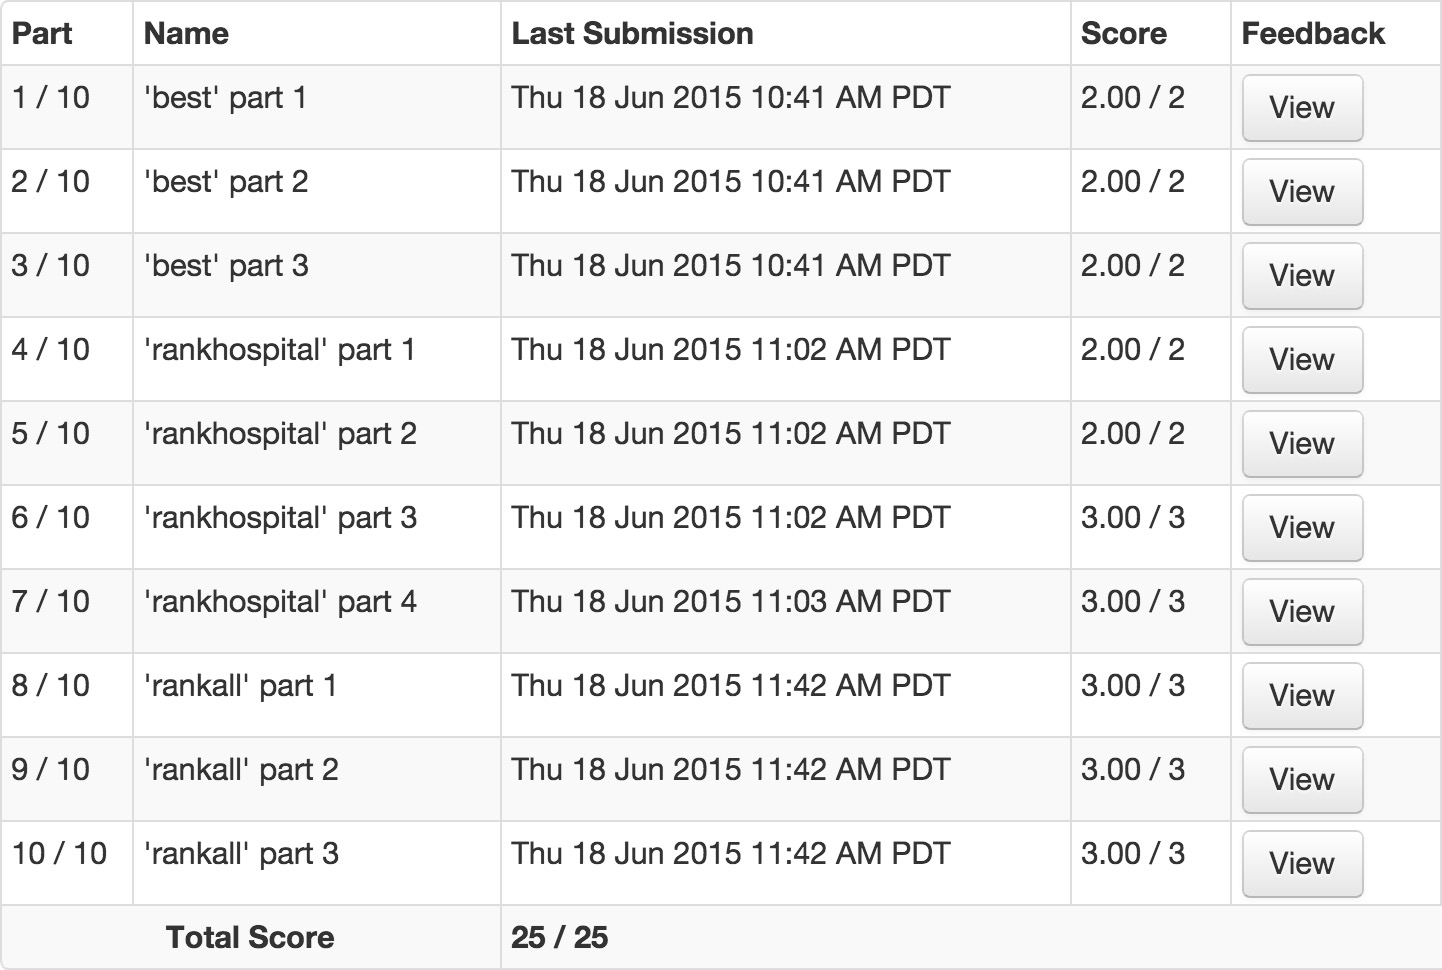 Part Name Last Submission Score Feedback
1 / 10 'best' part 1 Thu 18 Jun 2015 10:41 AM PDT 2.00 / 2 View
2 / 10 'best' part 2 Thu 18 Jun 2015 10:41 AM PDT 2.00 / 2 View
3 / 10 'best' part 3 Thu 18 Jun 2015 10:41 AM PDT 2.00 / 2 View
4 / 10 'rankhospital' part 1 Thu 18 Jun 2015 11:02 AM PDT 2.00 / 2 View
5 / 10 'rankhospital' part 2 Thu 18 Jun 2015 11:02 AM PDT 2.00 / 2 View
6 / 10 'rankhospital' part 3 Thu 18 Jun 2015 11:02 AM PDT 3.00 / 3 View
7 / 10 'rankhospital' part 4 Thu 18 Jun 2015 11:03 AM PDT 3.00 / 3 View
8 / 10 'rankall' part 1 Thu 18 Jun 2015 11:42 AM PDT 3.00 / 3 View
9 / 10 'rankall' part 2 Thu 18 Jun 2015 11:42 AM PDT 3.00 / 3 View
10 / 10 'rankall' part 3 Thu 18 Jun 2015 11:42 AM PDT 3.00 / 3 View
Total Score 25 / 25